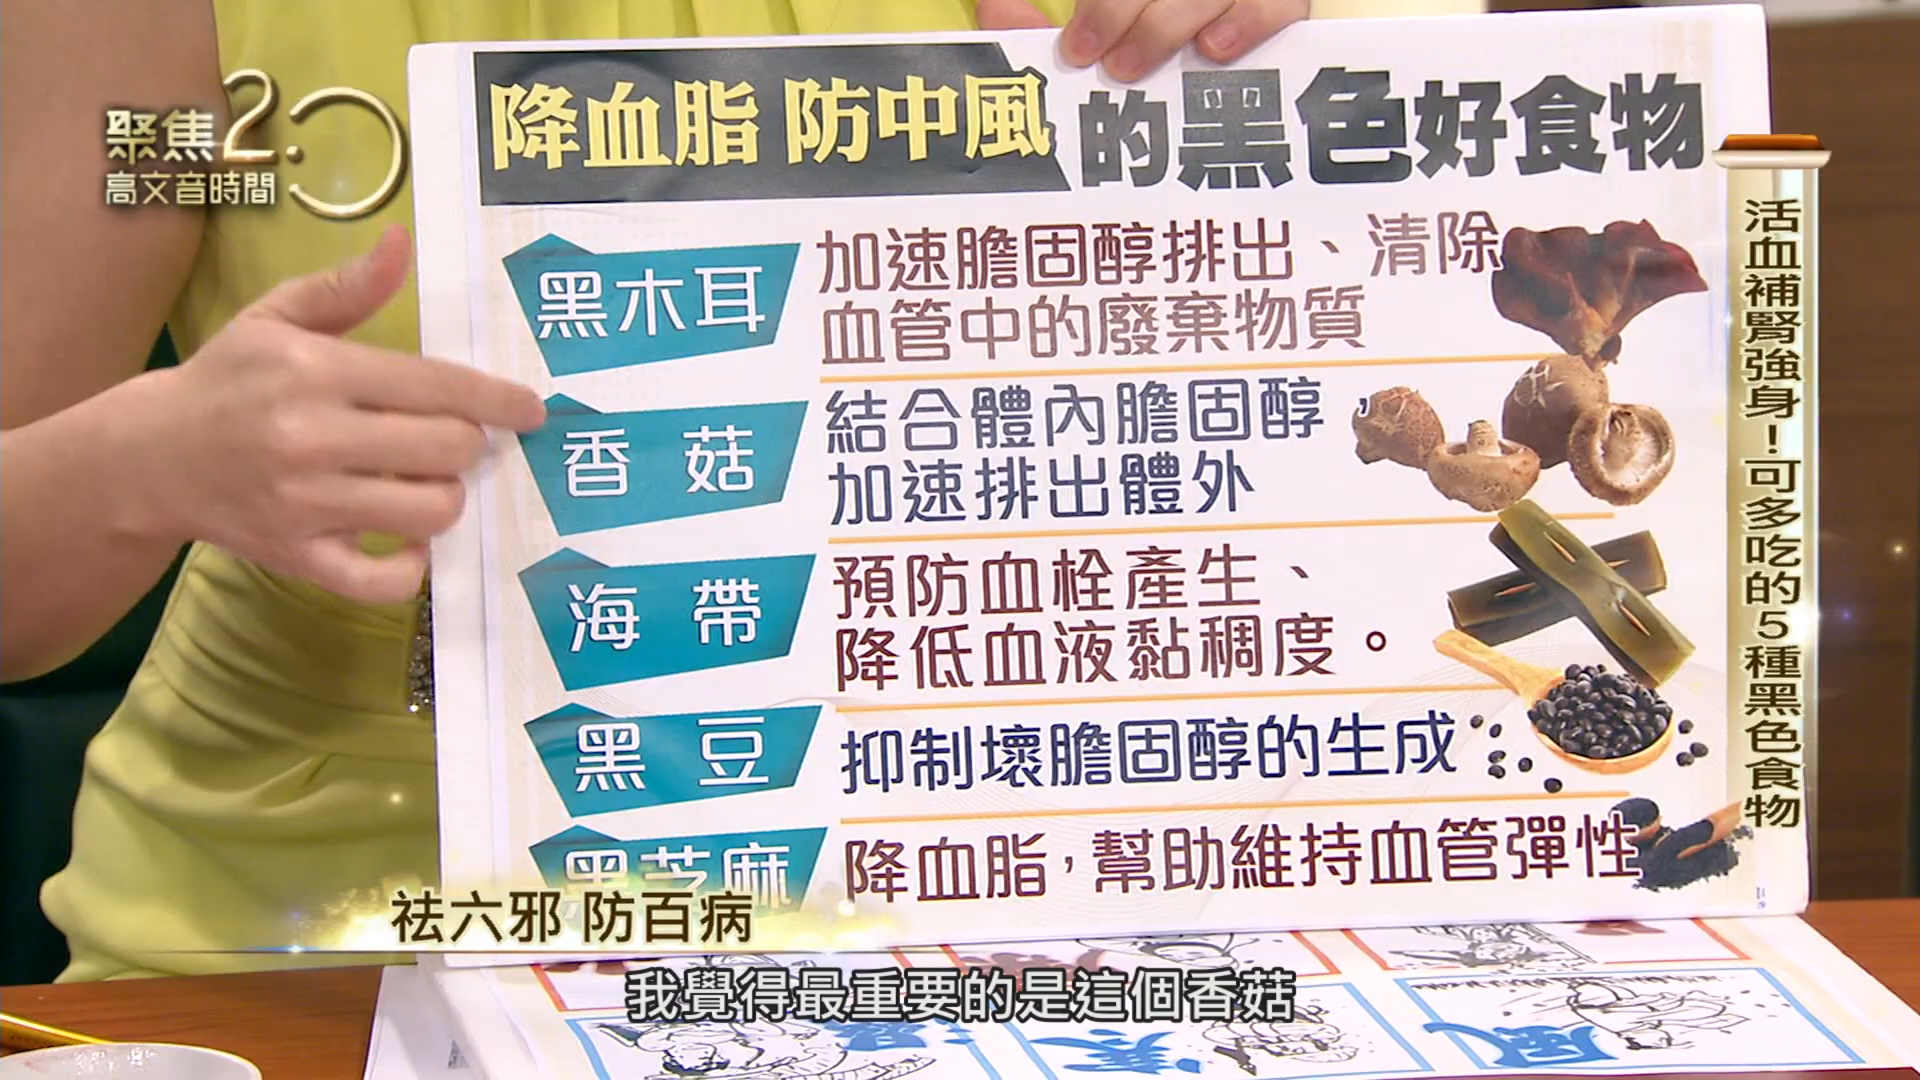 聚焦2.0
高文音時間
降血脂 防中風的黑色好食物
黑木耳
加速膽固醇排出、清除
血管中的廢棄物質
香菇
結合體內膽固醇，
加速排出體外
海帶
預防血栓產生、
降低血液黏稠度。
黑豆
抑制壞膽固醇的生成
黑芝麻
降血脂，幫助維持血管彈性
活血補腎強身！可多吃的5種黑色食物
祛六邪 防百病
我覺得最重要的是這個香菇
風